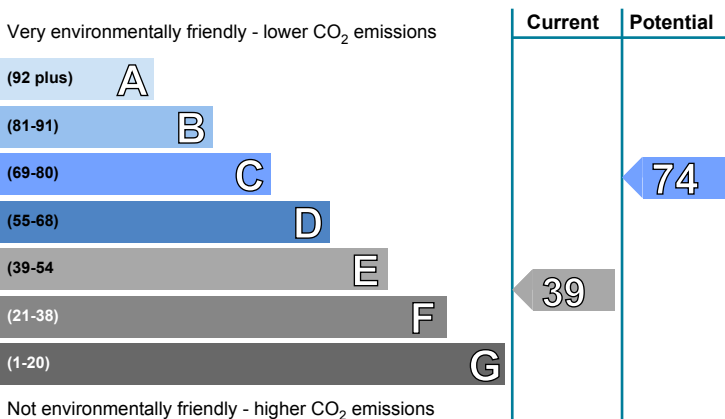 Current Potential
Very environmentally friendly - lower CO2 emissions
(92 plus) A
(81-91) B
(69-80) C
74
(55-68) D
(39-54 E
39
(21-38) F
(1-20) G
Not environmentally friendly - higher CO2 emissions